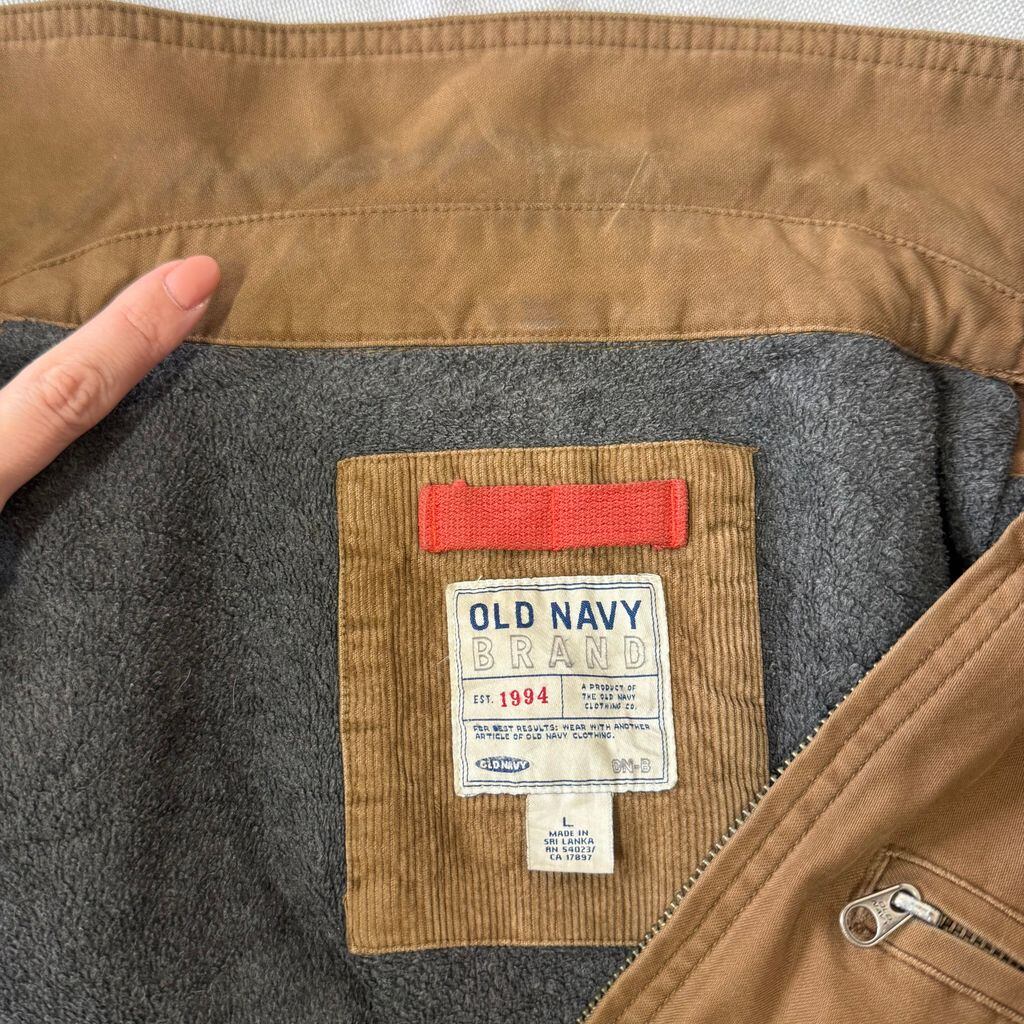 OLD NAVY
BRAND
EST. 1994
A PRODUCT OF
THE OLD NAVY
CLOTHING CO.
FOR BEST RESULTS: WEAR WITH ANOTHER
ARTICLE OF OLD NAVY CLOTHING.
OLD NAVY
ON-B
L
MADE IN
SRI LANKA
RN 54023/
CA 17897